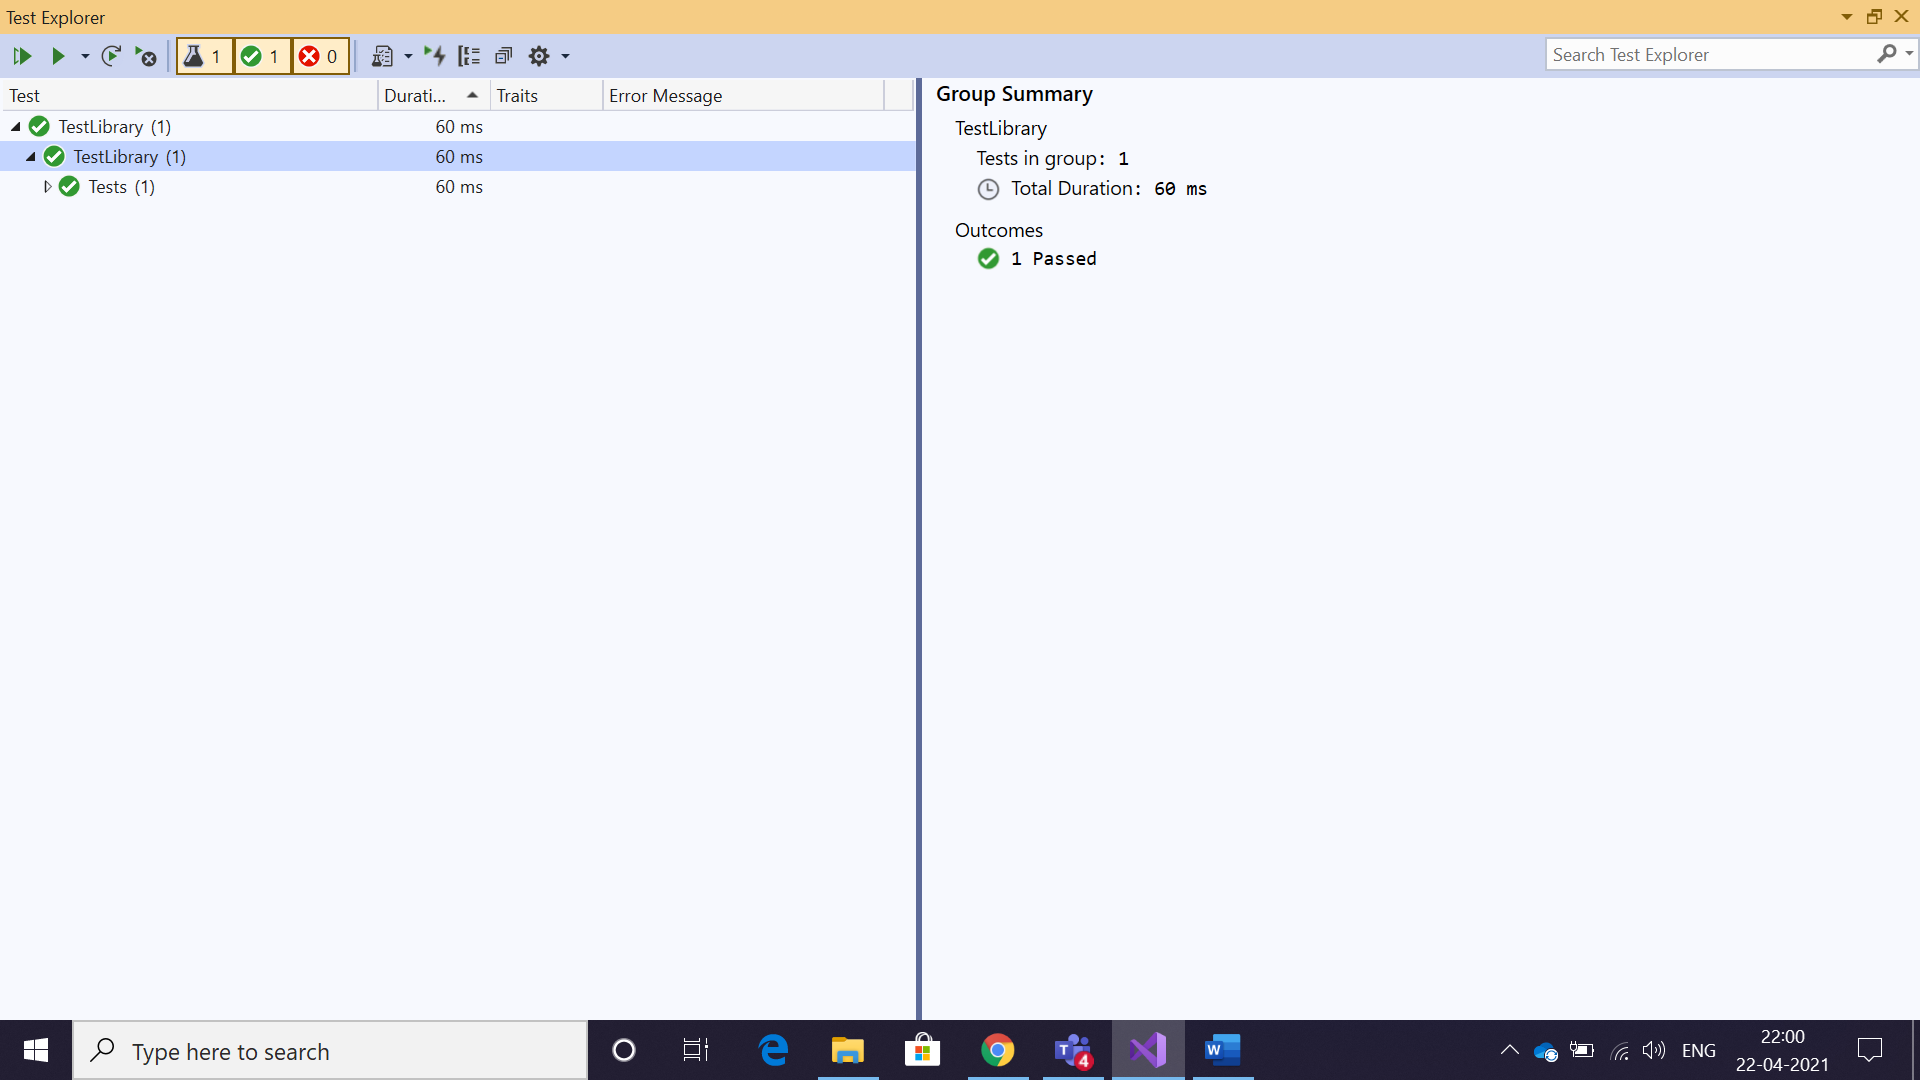 Test Explorer
1 1 0
Search Test Explorer
Test Durati... Traits Error Message
TestLibrary (1) 60 ms
TestLibrary (1) 60 ms
Tests (1) 60 ms
Group Summary
TestLibrary
Tests in group: 1
Total Duration: 60 ms
Outcomes
1 Passed
Type here to search
T 4
W
ENG
22:00
22-04-2021